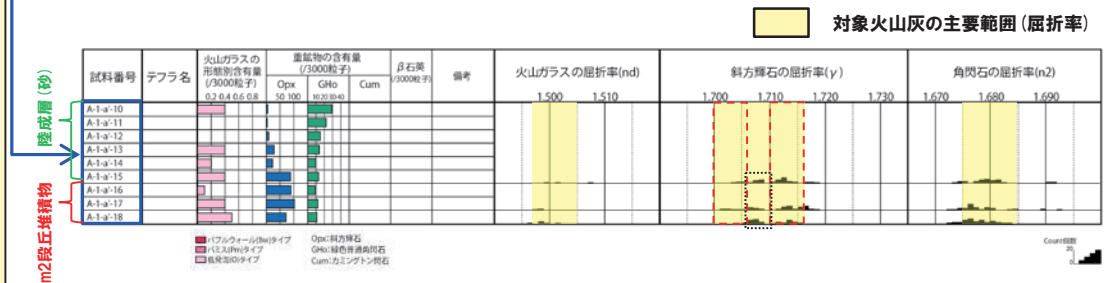 対象火山灰の主要範囲(屈折率)
試料番号
テフラ名
火山ガラスの
形態別含有量
(/3000粒子)
0.2 0.4 0.6 0.8
重鉱物の含有量
(/3000粒子)
Opx
GHo
Cum
50 100
10 20 30 40
β石英
(/3000粒子)
備考
火山ガラスの屈折率(nd)
1.500 1.510
斜方輝石の屈折率(γ)
1.700 1.710 1.720 1.730
角閃石の屈折率(n2)
1.670 1.680 1.690
陸成層(砂)
m2段丘堆積物
A-1-a'-10
A-1-a'-11
A-1-a'-12
A-1-a'-13
A-1-a'-14
A-1-a'-15
A-1-a'-16
A-1-a'-17
A-1-a'-18
バブルウォール(Bw)タイプ
パミス(Pm)タイプ
低発泡(O)タイプ
Opx:斜方輝石
GHo:緑色普通角閃石
Cum:カミングトン閃石
Count個数
20
1